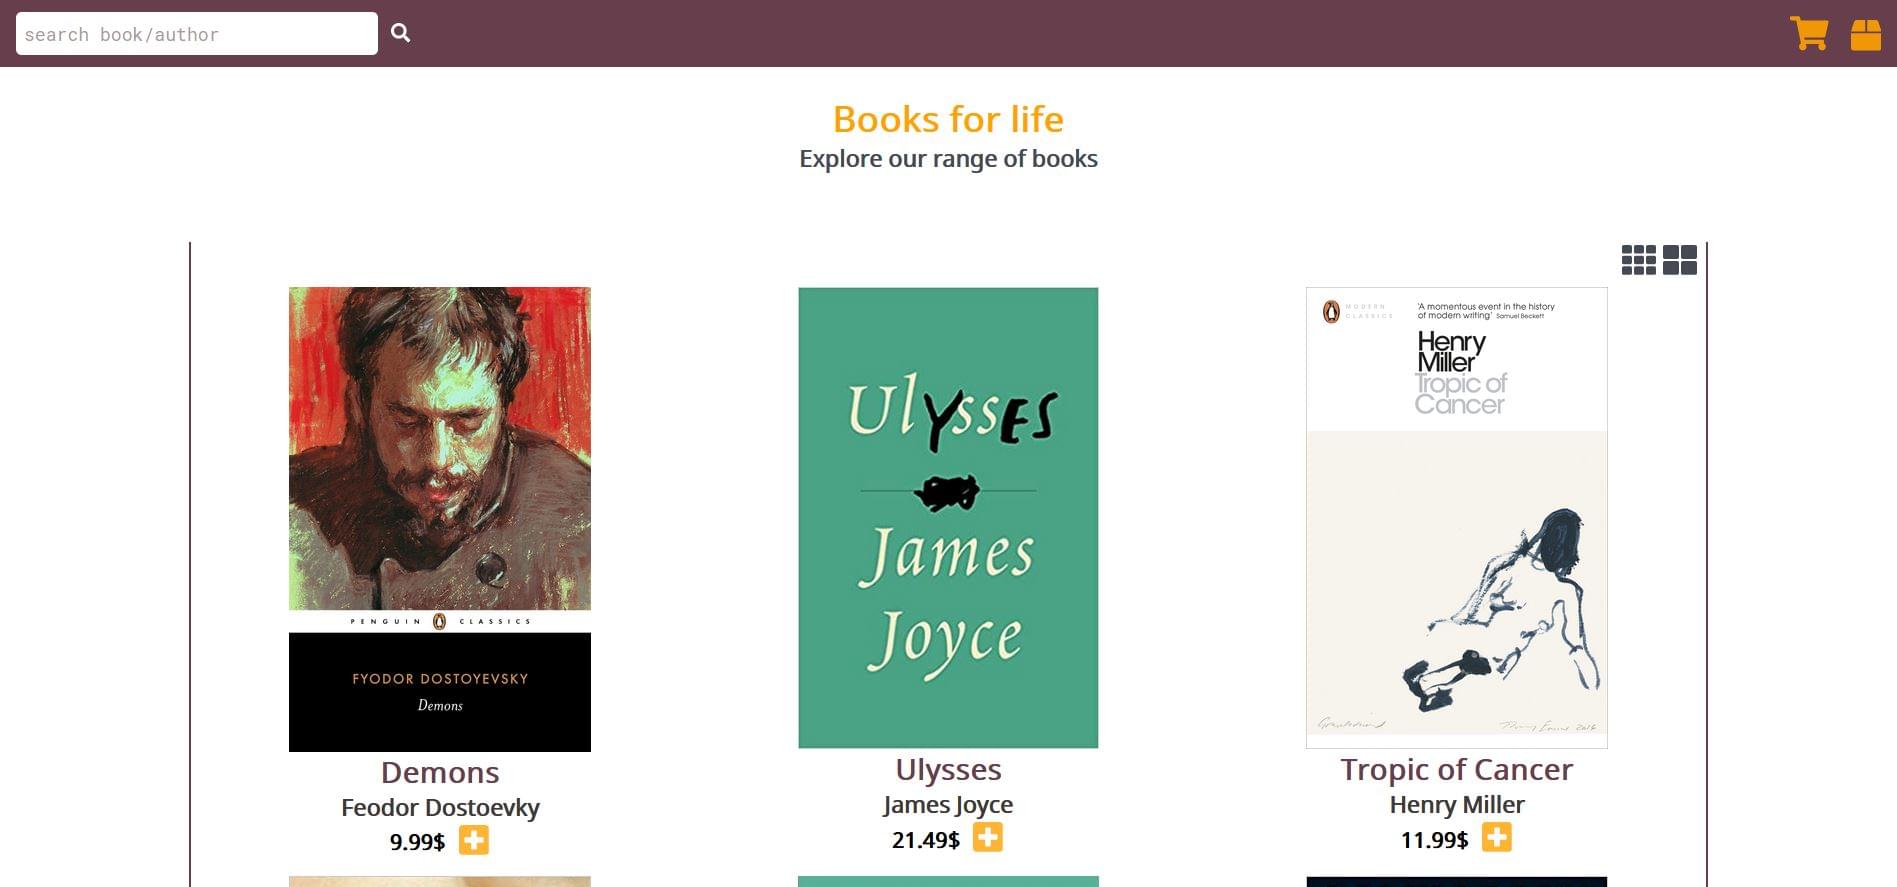 search book/author
Books for life
Explore our range of books
PENGUIN CLASSICS
FYODOR DOSTOYEVSKY
Demons
Demons
Feodor Dostoevky
9.99$
Ulysses
James
Joyce
Ulysses
James Joyce
21.49$
MODERN
CLASSICS
'A momentous event in the history
of modern writing' Samuel Beckett
Henry
Miller
Tropic of
Cancer
Tropic of Cancer
Henry Miller
11.99$